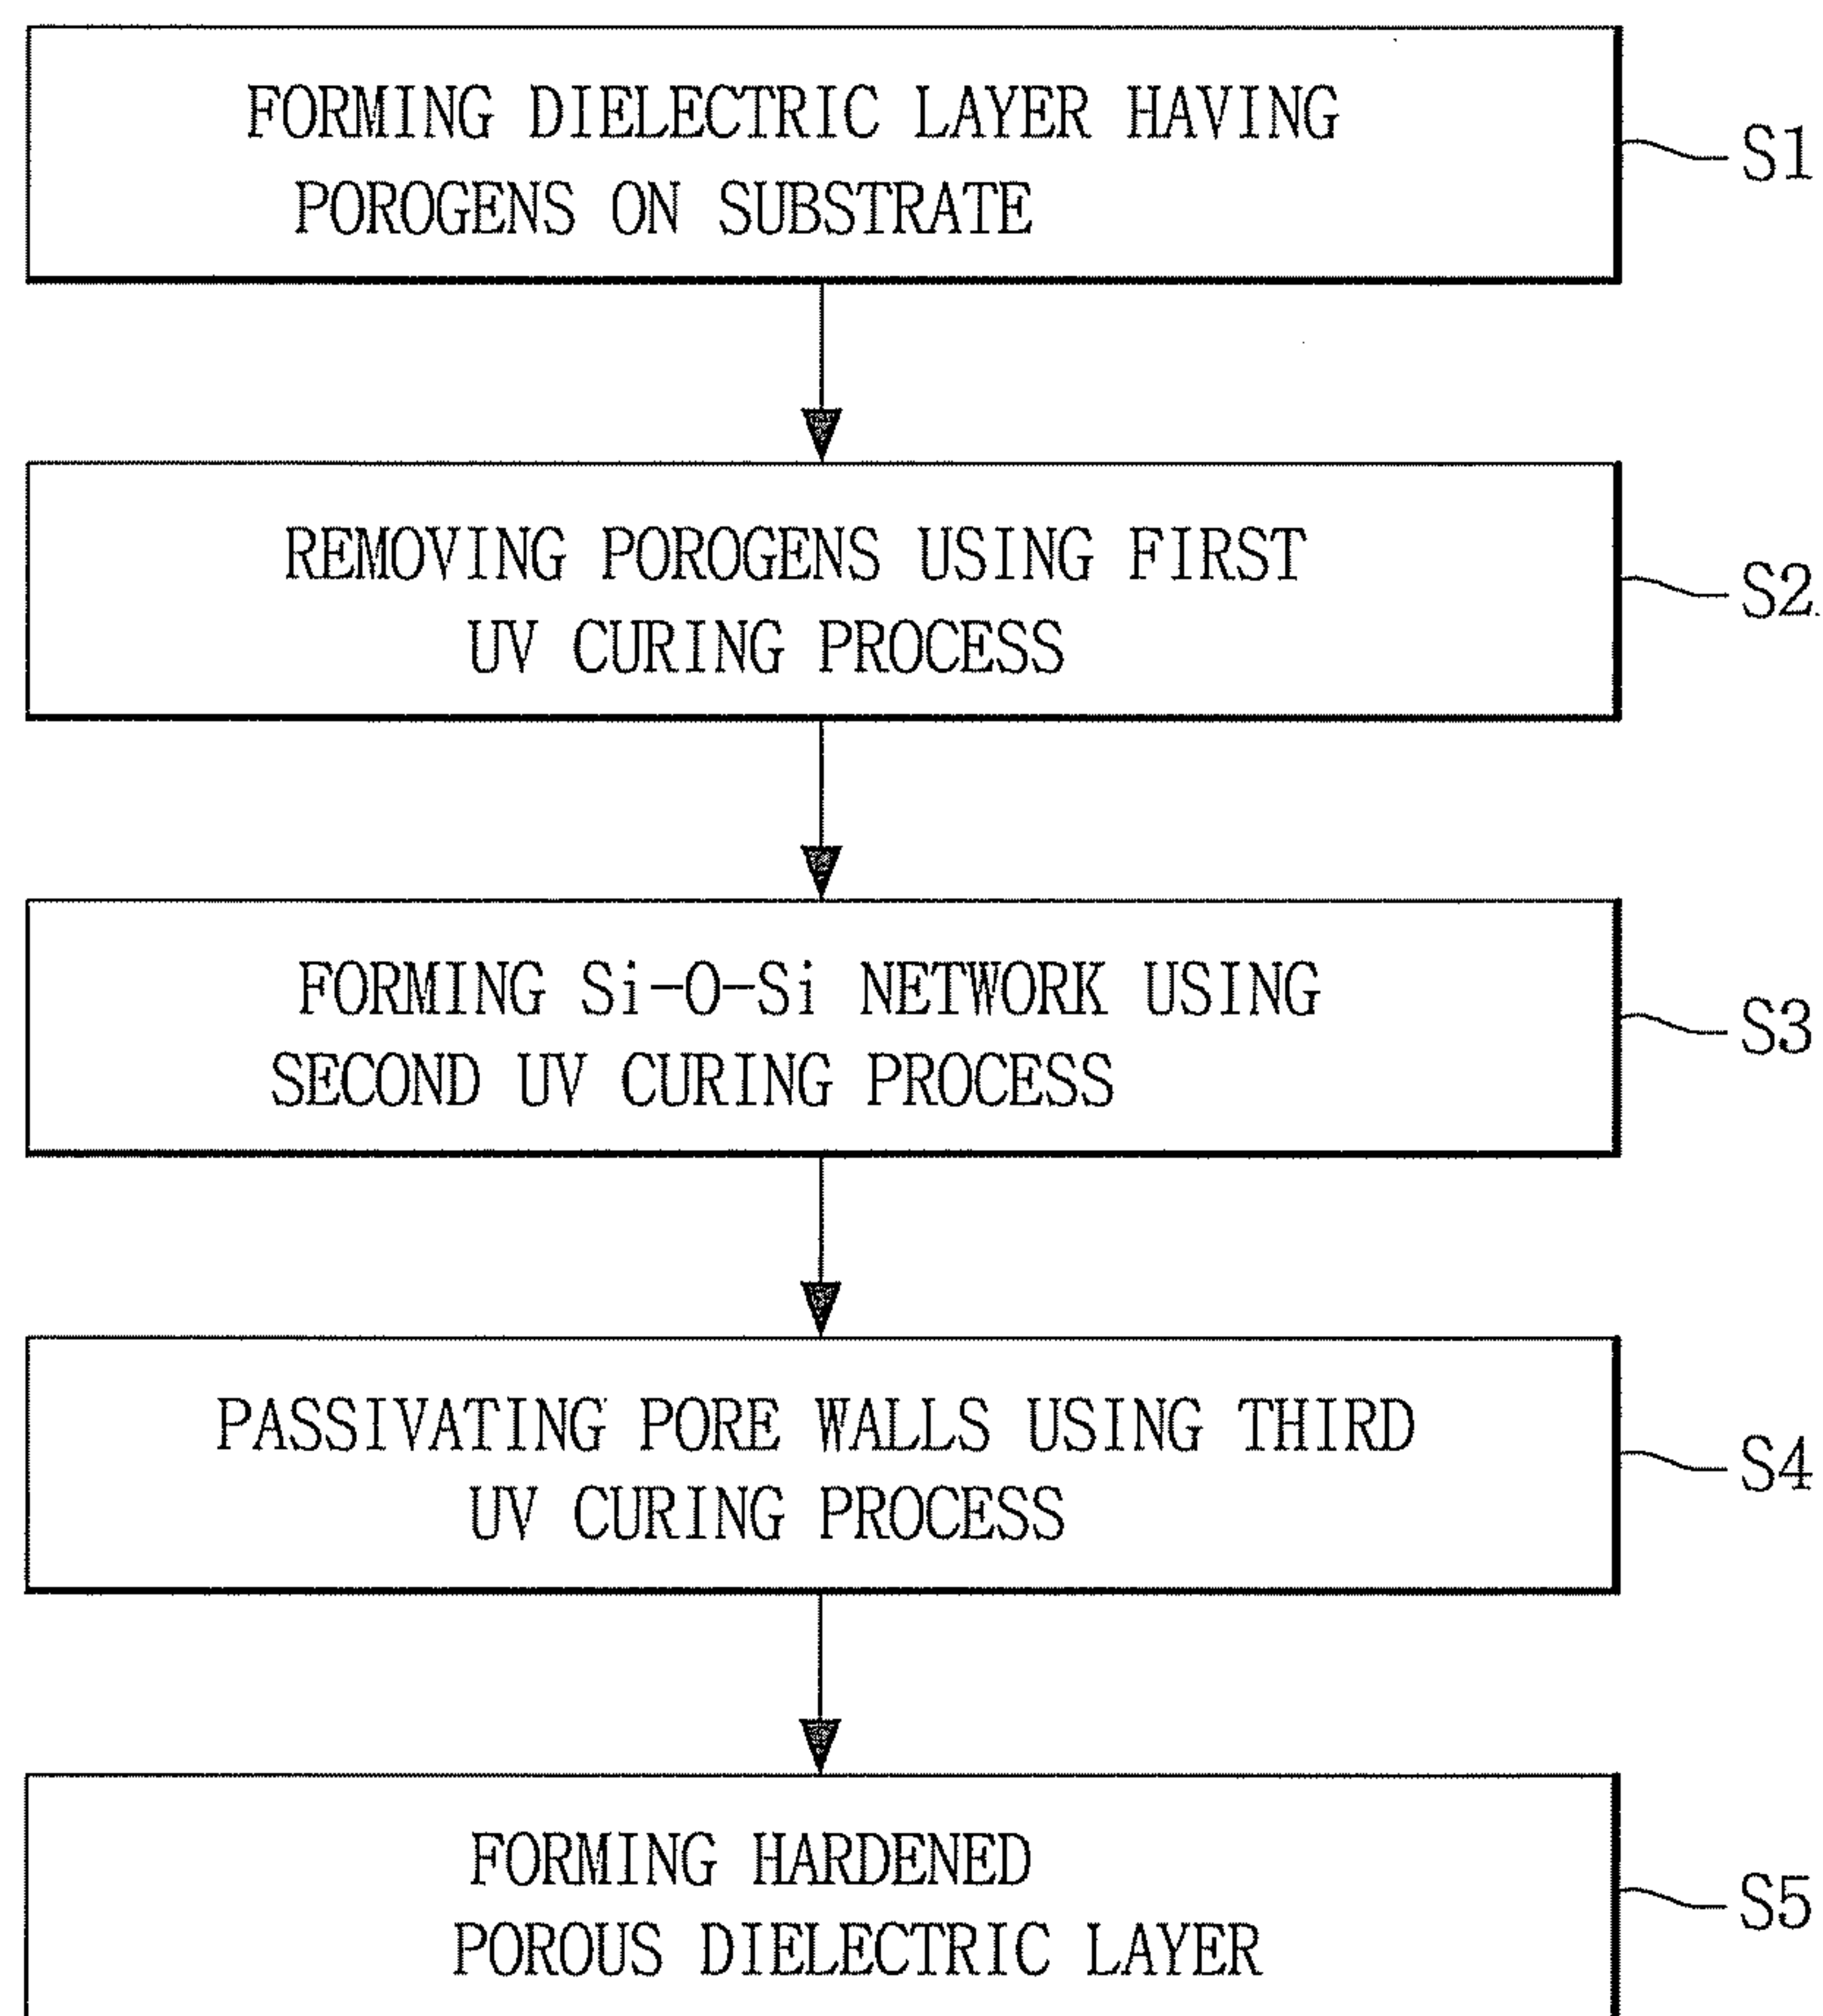 FORMING DIELECTRIC LAYER HAVING
POROGENS ON SUBSTRATE
S1
REMOVING POROGENS USING FIRST
UV CURING PROCESS
S2
FORMING Si-O-Si NETWORK USING
SECOND UV CURING PROCESS
S3
PASSIVATING PORE WALLS USING THIRD
UV CURING PROCESS
S4
FORMING HARDENED
POROUS DIELECTRIC LAYER
S5